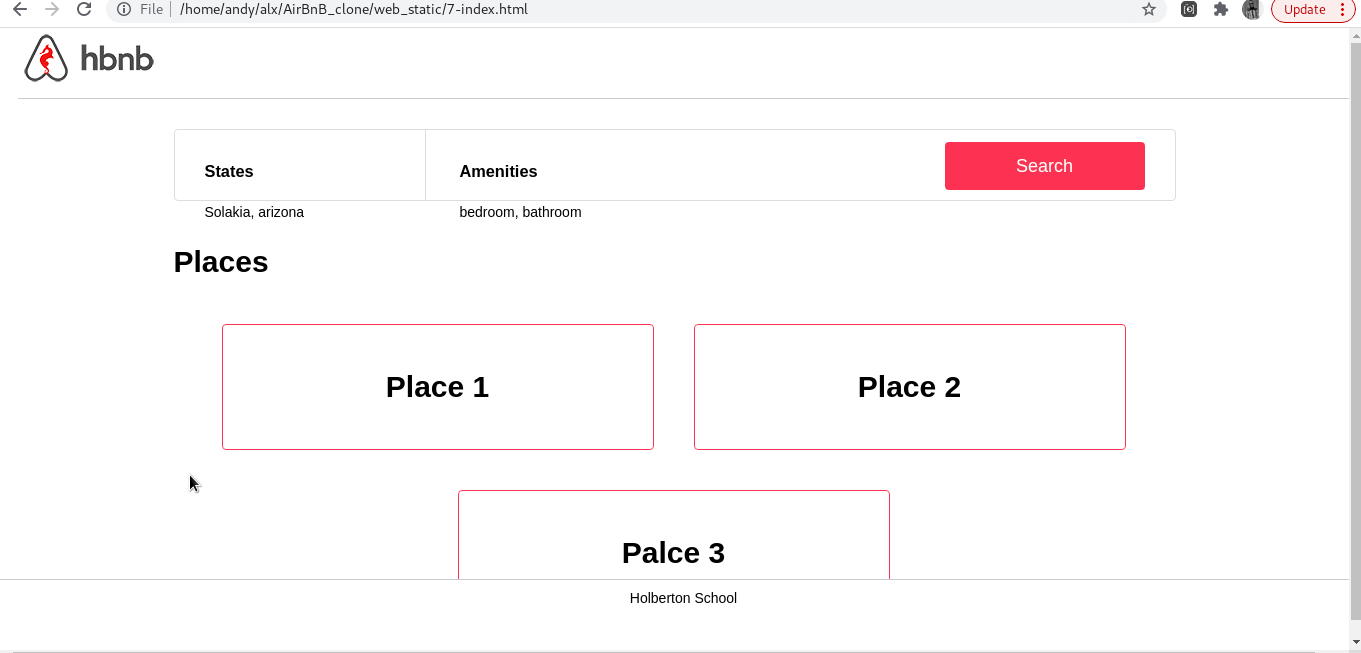 File /home/andy/alx/AirBnB_clone/web_static/7-index.html Update
hbnb
States Amenities Search
Solakia, arizona bedroom, bathroom
Places
Place 1 Place 2
Palce 3
Holberton School